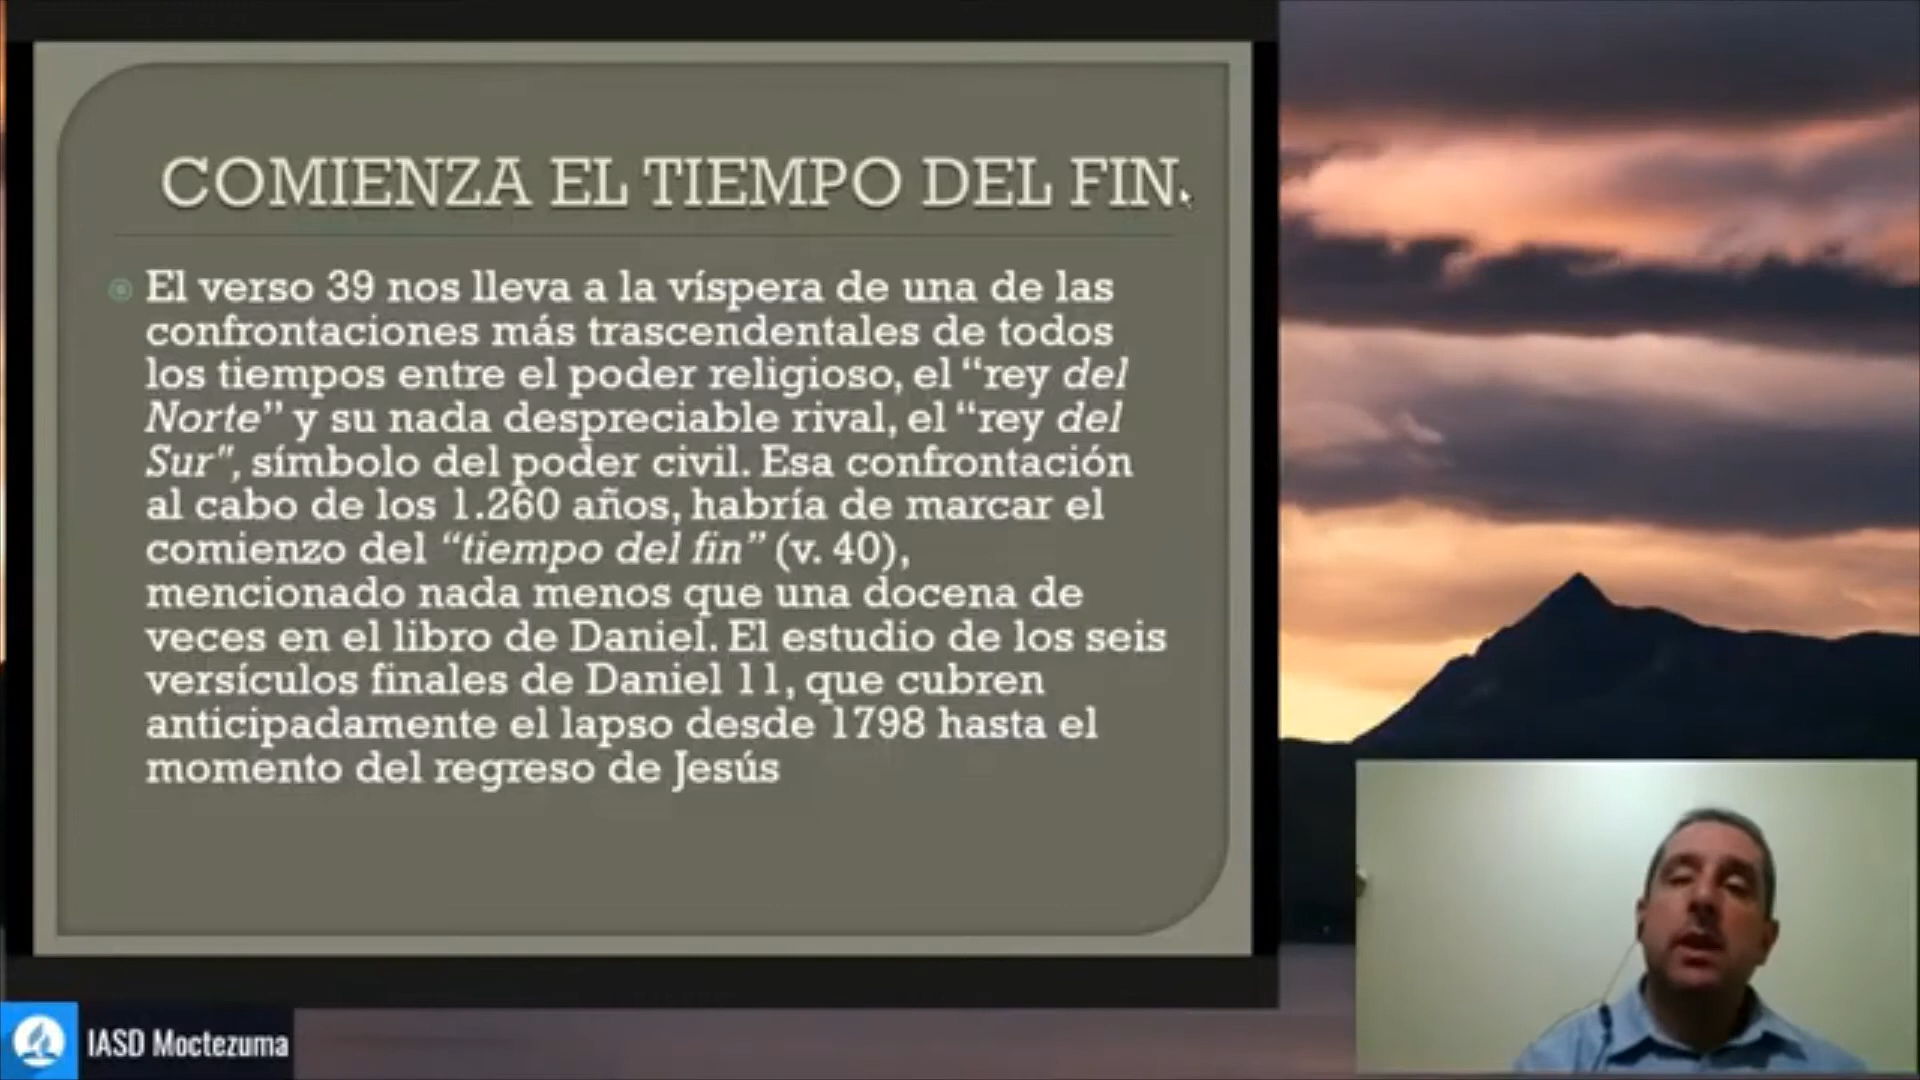 COMIENZA EL TIEMPO DEL FIN.
El verso 39 nos lleva a la víspera de una de las
confrontaciones más trascendentales de todos
los tiempos entre el poder religioso, el “rey del
Norte” y su nada despreciable rival, el “rey del
Sur", símbolo del poder civil. Esa confrontación
al cabo de los 1.260 años, habría de marcar el
comienzo del “tiempo del fin” (v. 40),
mencionado nada menos que una docena de
veces en el libro de Daniel. El estudio de los seis
versículos finales de Daniel 11, que cubren
anticipadamente el lapso desde 1798 hasta el
momento del regreso de Jesús
IASD Moctezuma